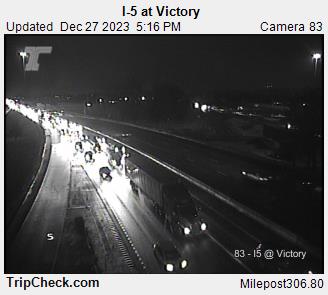 I-5 at Victory
Updated Dec 27 2023 5:16 PM Camera 83
T
S
83 - I5 @ Victory
TripCheck.com Milepost306.80